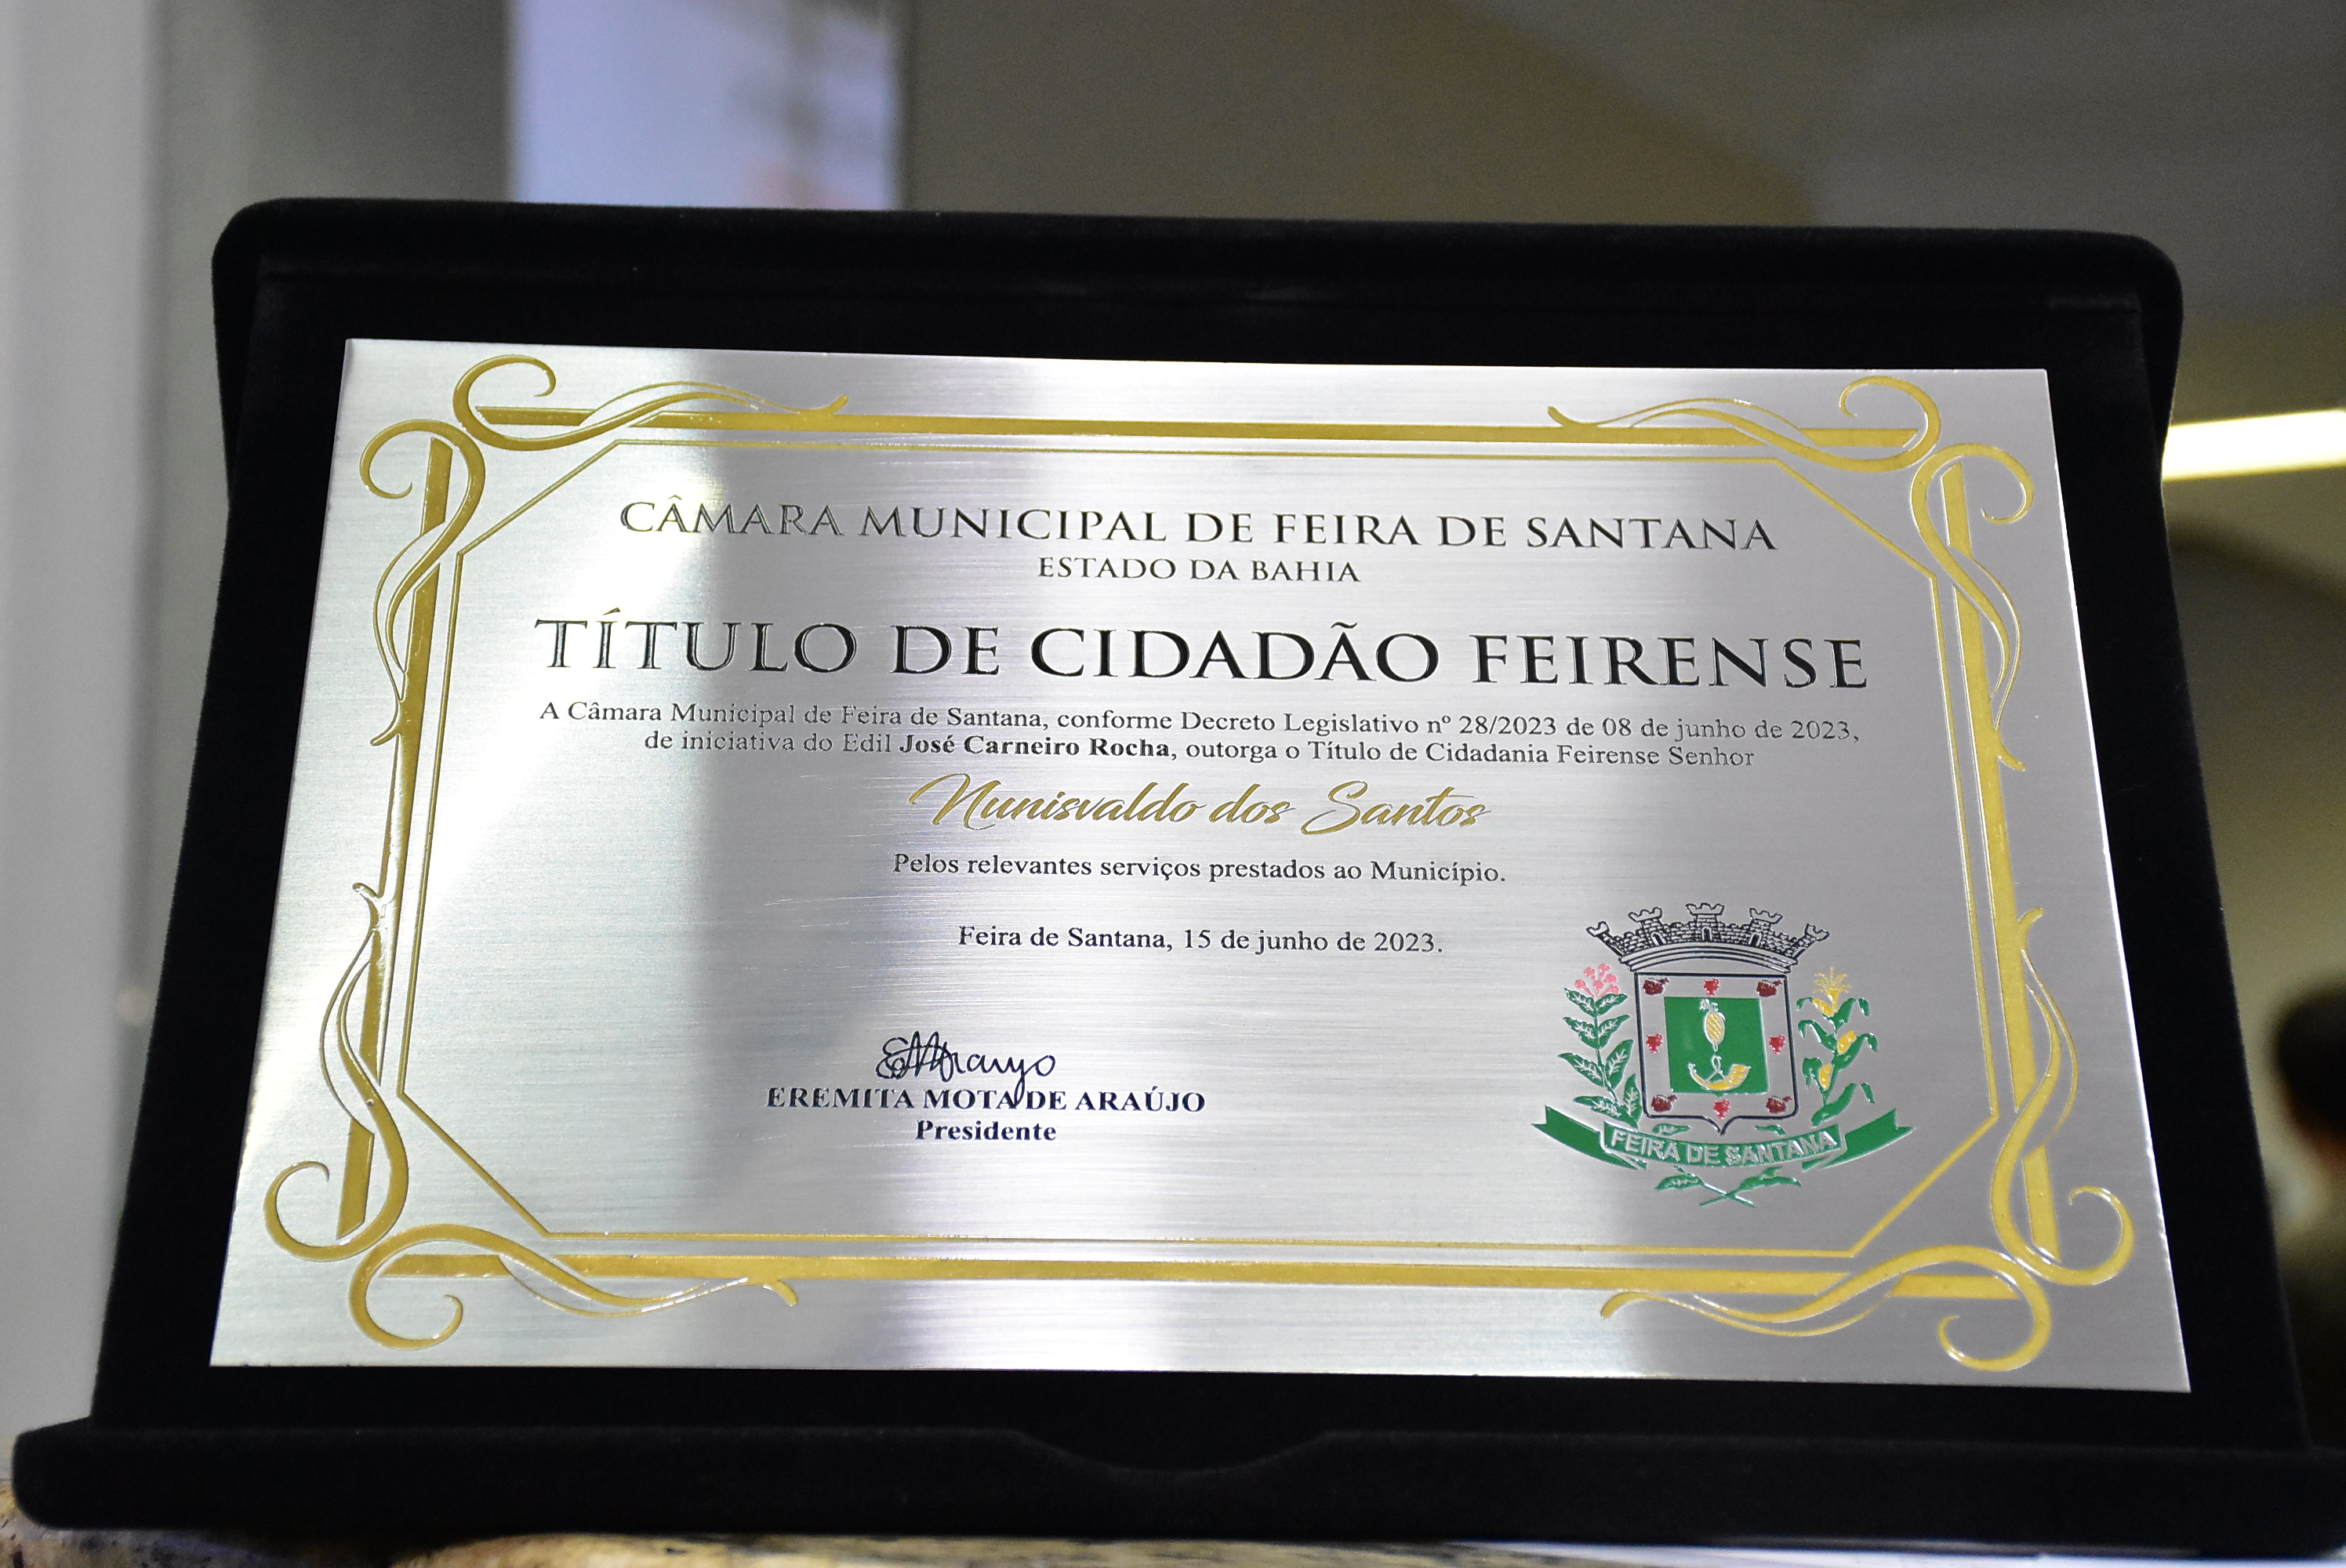 CÂMARA MUNICIPAL DE FEIRA DE SANTANA
ESTADO DA BAHIA
TÍTULO DE CIDADÃO FEIRENSE
A Câmara Municipal de Feira de Santana, conforme Decreto Legislativo nº 28/2023 de 08 de junho de 2023,
de iniciativa do Edil José Carneiro Rocha, outorga o Título de Cidadania Feirense Senhor
Nunisvaldo dos Santos
Pelos relevantes serviços prestados ao Município.
Feira de Santana, 15 de junho de 2023.
EMAraujo
EREMITA MOTA DE ARAÚJO
Presidente
FEIRA DE SANTANA